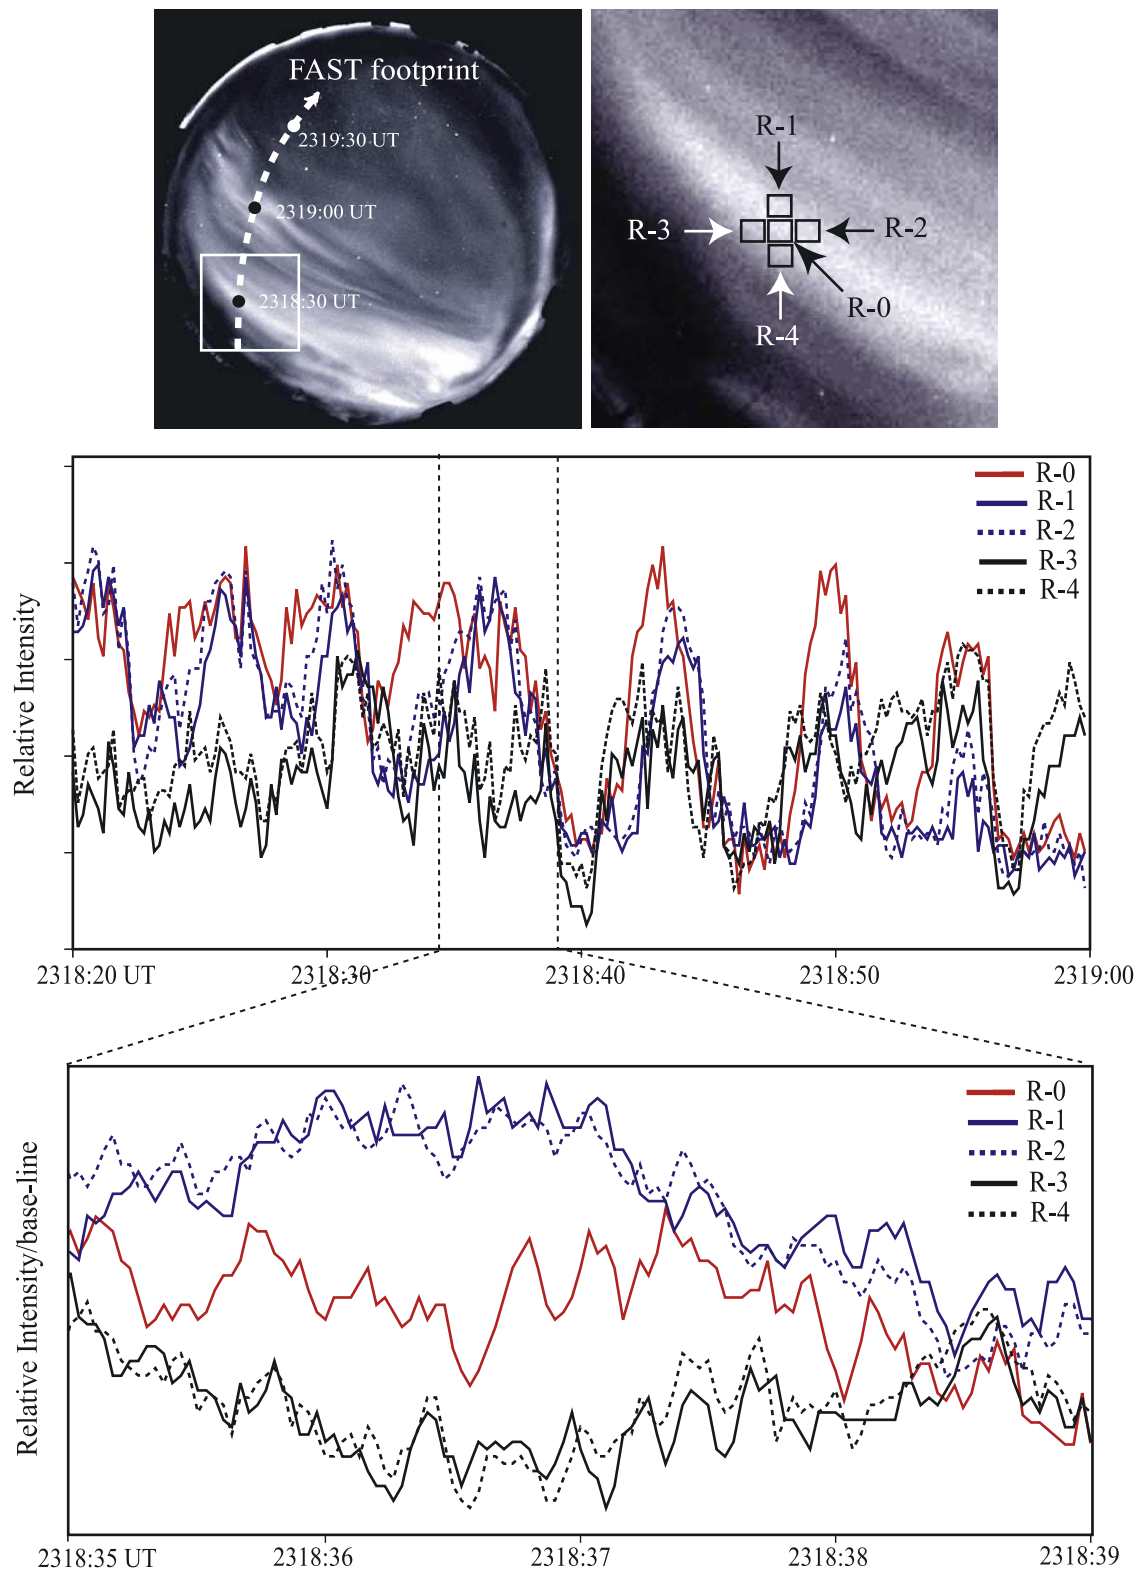 FAST footprint
2319:30 UT
2319:00 UT
2318:30 UT
R-1
R-3
R-2
R-0
R-4
Relative Intensity
R-0
R-1
R-2
R-3
R-4
2318:20 UT 2318:30 2318:40 2318:50 2319:00
Relative Intensity/base-line
R-0
R-1
R-2
R-3
R-4
2318:35 UT 2318:36 2318:37 2318:38 2318:39